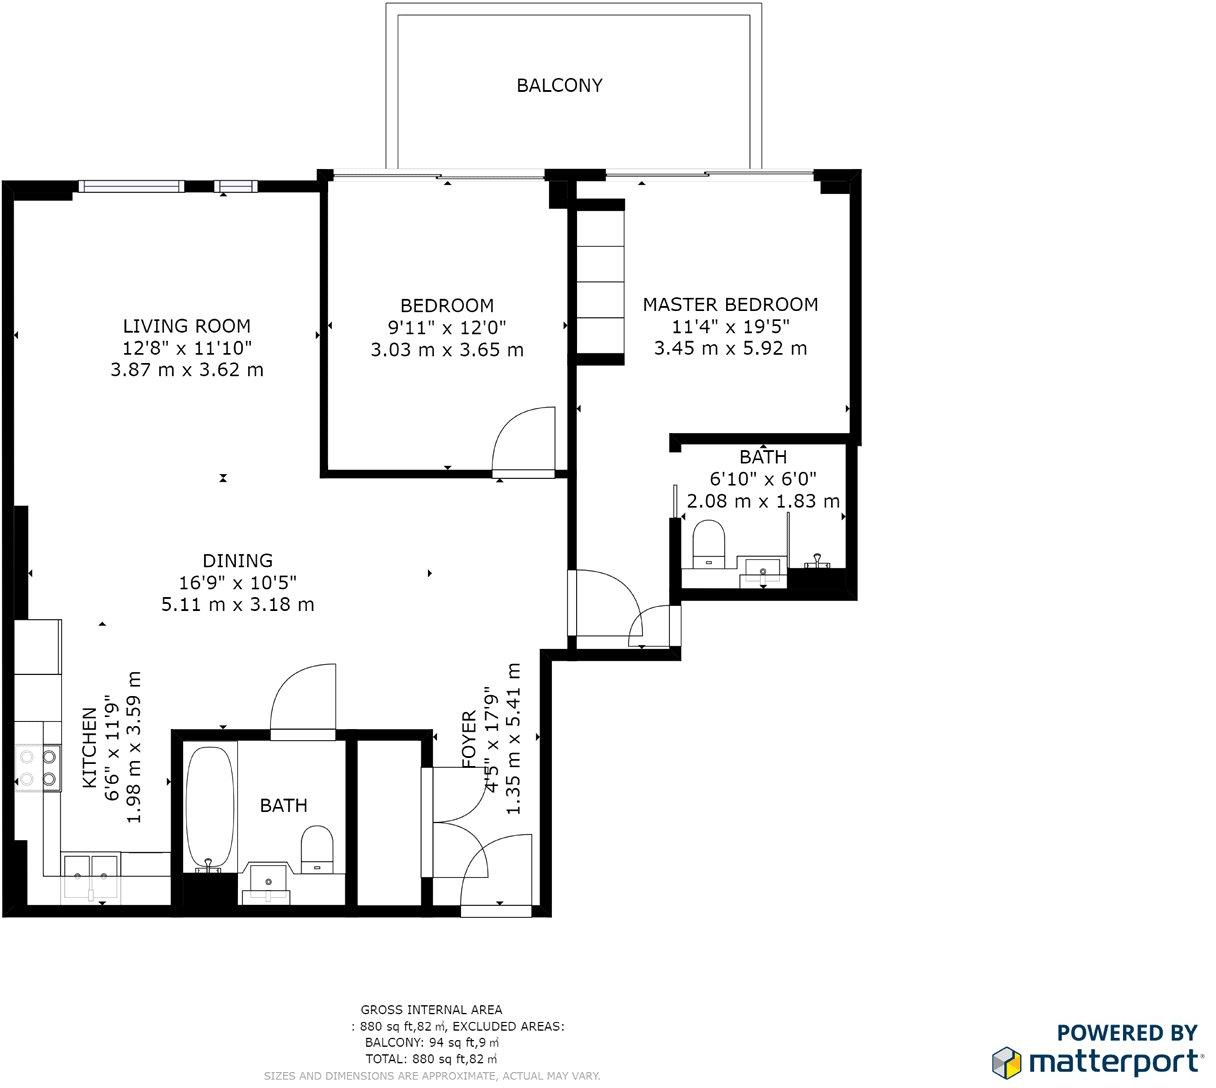 BALCONY
BEDROOM
9'11" x 12'0"
3.03 m x 3.65 m
MASTER BEDROOM
11'4" x 19'5"
3.45 m x 5.92 m
LIVING ROOM
12'8" x 11'10"
3.87 m x 3.62 m
BATH
6'10" x 6'0"
2.08 m x 1.83 m
DINING
16'9" x 10'5"
5.11 m x 3.18 m
KITCHEN
6'6" x 11'9"
1.98 m x 3.59 m
FOYER
4'5" x 17'9"
1.35 m x 5.41 m
BATH
GROSS INTERNAL AREA
: 880 sq ft,82 ㎡, EXCLUDED AREAS:
BALCONY: 94 sq ft,9 ㎡
TOTAL: 880 sq ft,82 ㎡
SIZES AND DIMENSIONS ARE APPROXIMATE, ACTUAL MAY VARY.
POWERED BY
matterport®